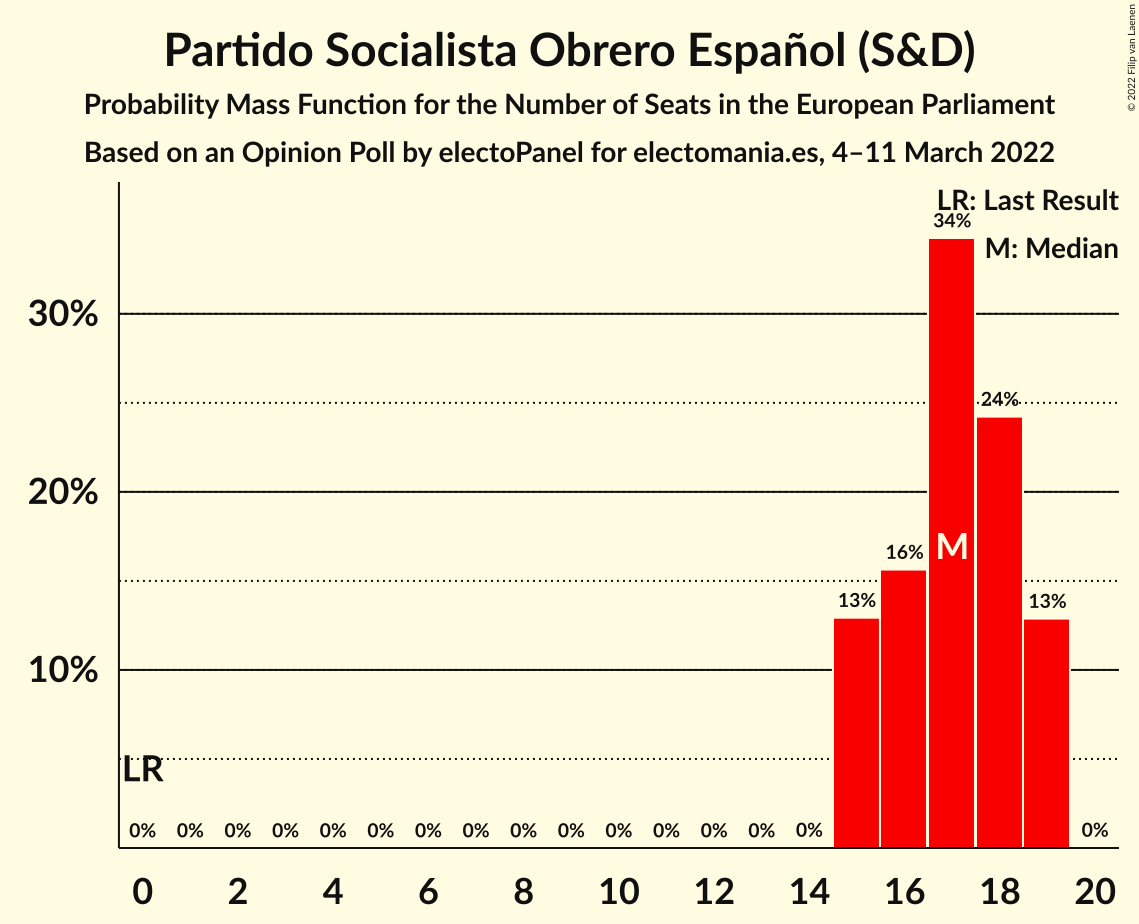 Partido Socialista Obrero Español (S&D)
Probability Mass Function for the Number of Seats in the European Parliament
Based on an Opinion Poll by electoPanel for electomania.es, 4–11 March 2022
© 2022 Filip van Laenen
LR: Last Result
M: Median
34%
30%
24%
20%
M
16%
13%
13%
10%
LR
0% 0% 0% 0% 0% 0% 0% 0% 0% 0% 0% 0% 0% 0% 0% 0%
0 2 4 6 8 10 12 14 16 18 20